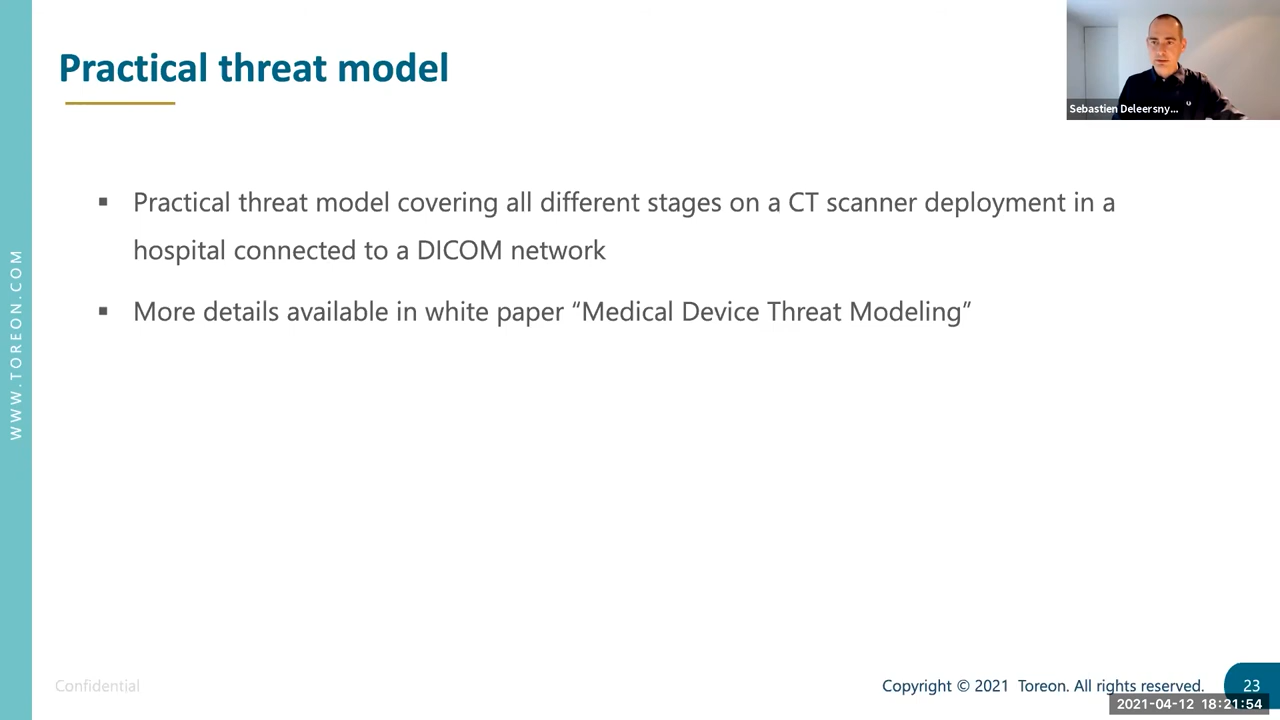 Practical threat model
Sebastien Deleersny...
▪ Practical threat model covering all different stages on a CT scanner deployment in a
hospital connected to a DICOM network
▪ More details available in white paper “Medical Device Threat Modeling”
WWW.TOREON.COM
Confidential
Copyright © 2021 Toreon. All rights reserved.
23
2021-04-12 18:21:54